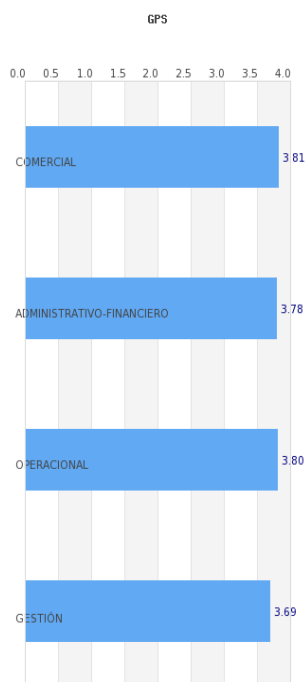 GPS
0.0 0.5 1.0 1.5 2.0 2.5 3.0 3.5 4.0
COMERCIAL 3 81
ADMINISTRATIVO-FINANCIERO 3.78
OPERACIONAL 3.80
GESTIÓN 3.69